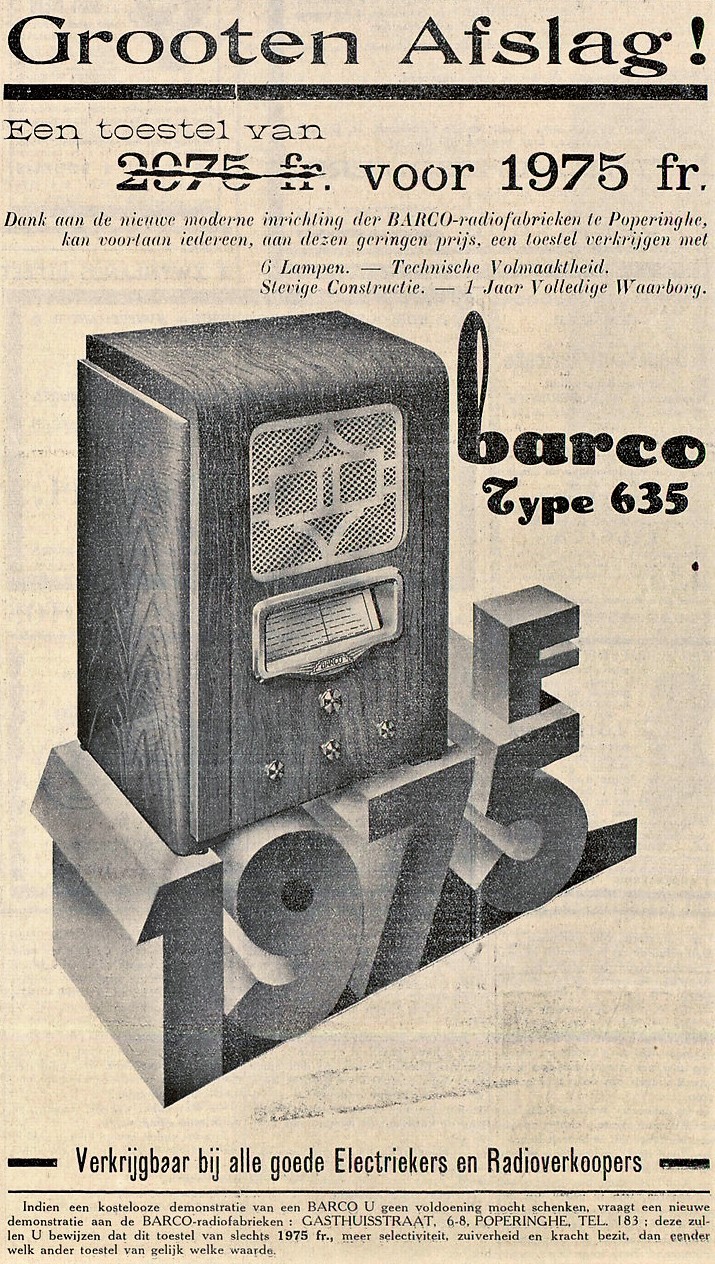 Grooten Afslag!
Een toestel van
2975 fr. voor 1975 fr.
Dank aan de nieuwe moderne inrichting der BARCO-radiofabrieken te Poperinghe,
kan voortaan iedereen, aan dezen geringen prijs, een toestel verkrijgen met
6 Lampen. — Technische Volmaaktheid.
Stevige Constructie. — 1 Jaar Volledige Waarborg.
barco
Type 635
BARCO
1975 F
Verkrijgbaar bij alle goede Electriekers en Radioverkoopers
Indien een kostelooze demonstratie van een BARCO U geen voldoening mocht schenken, vraagt een nieuwe
demonstratie aan de BARCO-radiofabrieken : GASTHUISSTRAAT, 6-8, POPERINGHE, TEL. 183 ; deze zul-
len U bewijzen dat dit toestel van slechts 1975 fr., meer selectiviteit, zuiverheid en kracht bezit, dan eender
welk ander toestel van gelijk welke waarde.